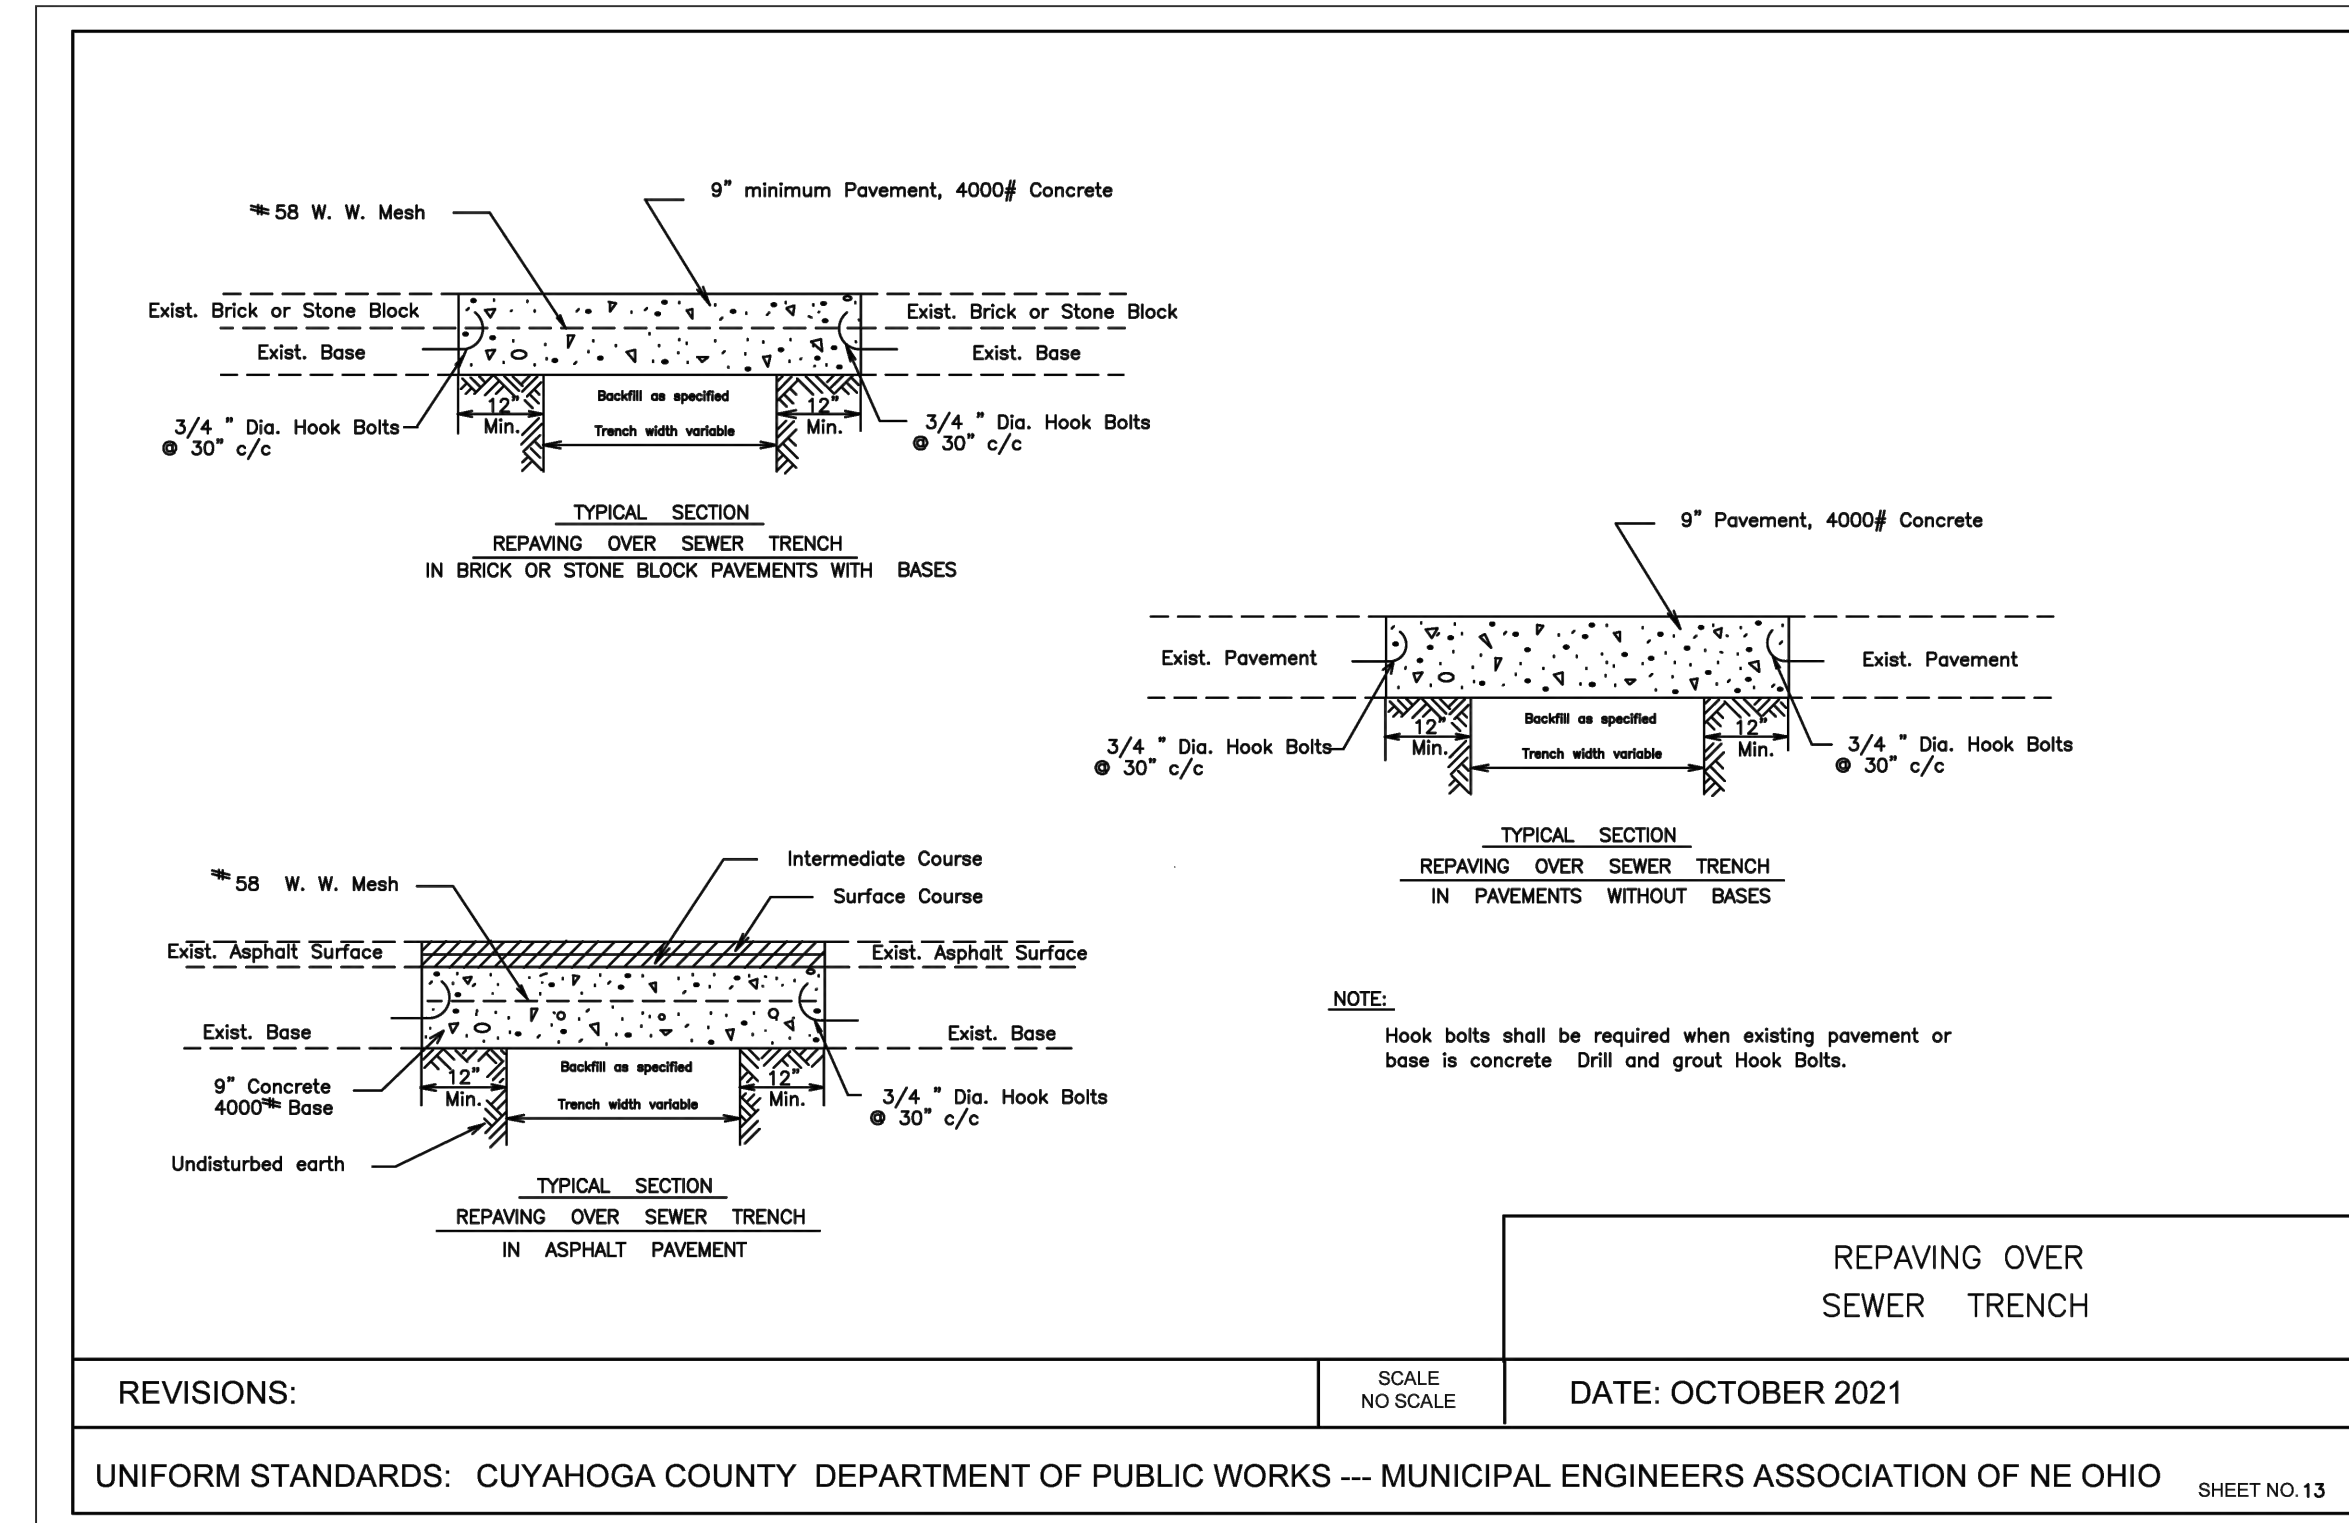 9" minimum Pavement, 4000# Concrete
#58 W. W. Mesh
Exist. Brick or Stone Block
Exist. Brick or Stone Block
Exist. Base
Exist. Base
Backfill as specified
12"
Min.
12"
Min.
Trench width variable
3/4 " Dia. Hook Bolts
@ 30" c/c
3/4 " Dia. Hook Bolts
@ 30" c/c
TYPICAL SECTION
REPAVING OVER SEWER TRENCH
IN BRICK OR STONE BLOCK PAVEMENTS WITH BASES
9" Pavement, 4000# Concrete
Exist. Pavement
Exist. Pavement
Backfill as specified
12"
Min.
12"
Min.
Trench width variable
3/4 " Dia. Hook Bolts
@ 30" c/c
3/4 " Dia. Hook Bolts
@ 30" c/c
TYPICAL SECTION
REPAVING OVER SEWER TRENCH
IN PAVEMENTS WITHOUT BASES
Intermediate Course
#58 W. W. Mesh
Surface Course
Exist. Asphalt Surface
Exist. Asphalt Surface
Exist. Base
Exist. Base
Backfill as specified
12"
Min.
12"
Min.
Trench width variable
9" Concrete
4000# Base
3/4 " Dia. Hook Bolts
@ 30" c/c
Undisturbed earth
TYPICAL SECTION
REPAVING OVER SEWER TRENCH
IN ASPHALT PAVEMENT
NOTE:
Hook bolts shall be required when existing pavement or
base is concrete Drill and grout Hook Bolts.
REPAVING OVER
SEWER TRENCH
REVISIONS:
SCALE
NO SCALE
DATE: OCTOBER 2021
UNIFORM STANDARDS: CUYAHOGA COUNTY DEPARTMENT OF PUBLIC WORKS --- MUNICIPAL ENGINEERS ASSOCIATION OF NE OHIO
SHEET NO. 13